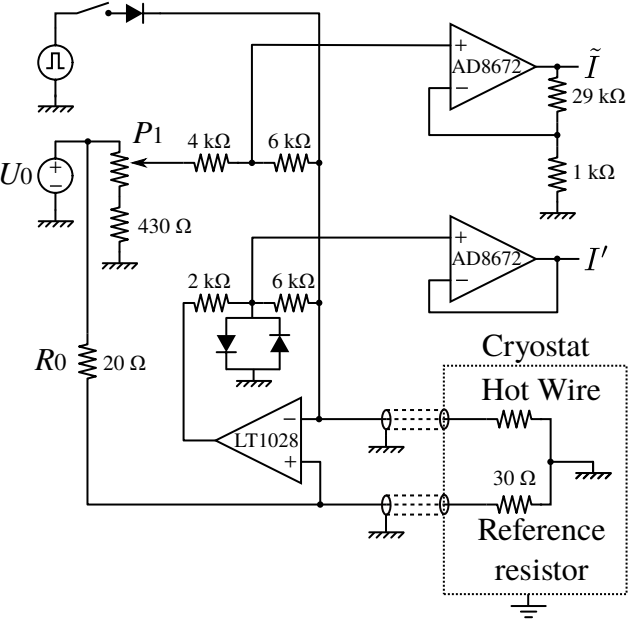 +
AD8672
−
Ĩ
29 kΩ
1 kΩ
P1
4 kΩ
6 kΩ
U0
+
−
430 Ω
+
AD8672
−
I′
2 kΩ
6 kΩ
R0
20 Ω
−
LT1028
+
Cryostat
Hot Wire
30 Ω
Reference
resistor